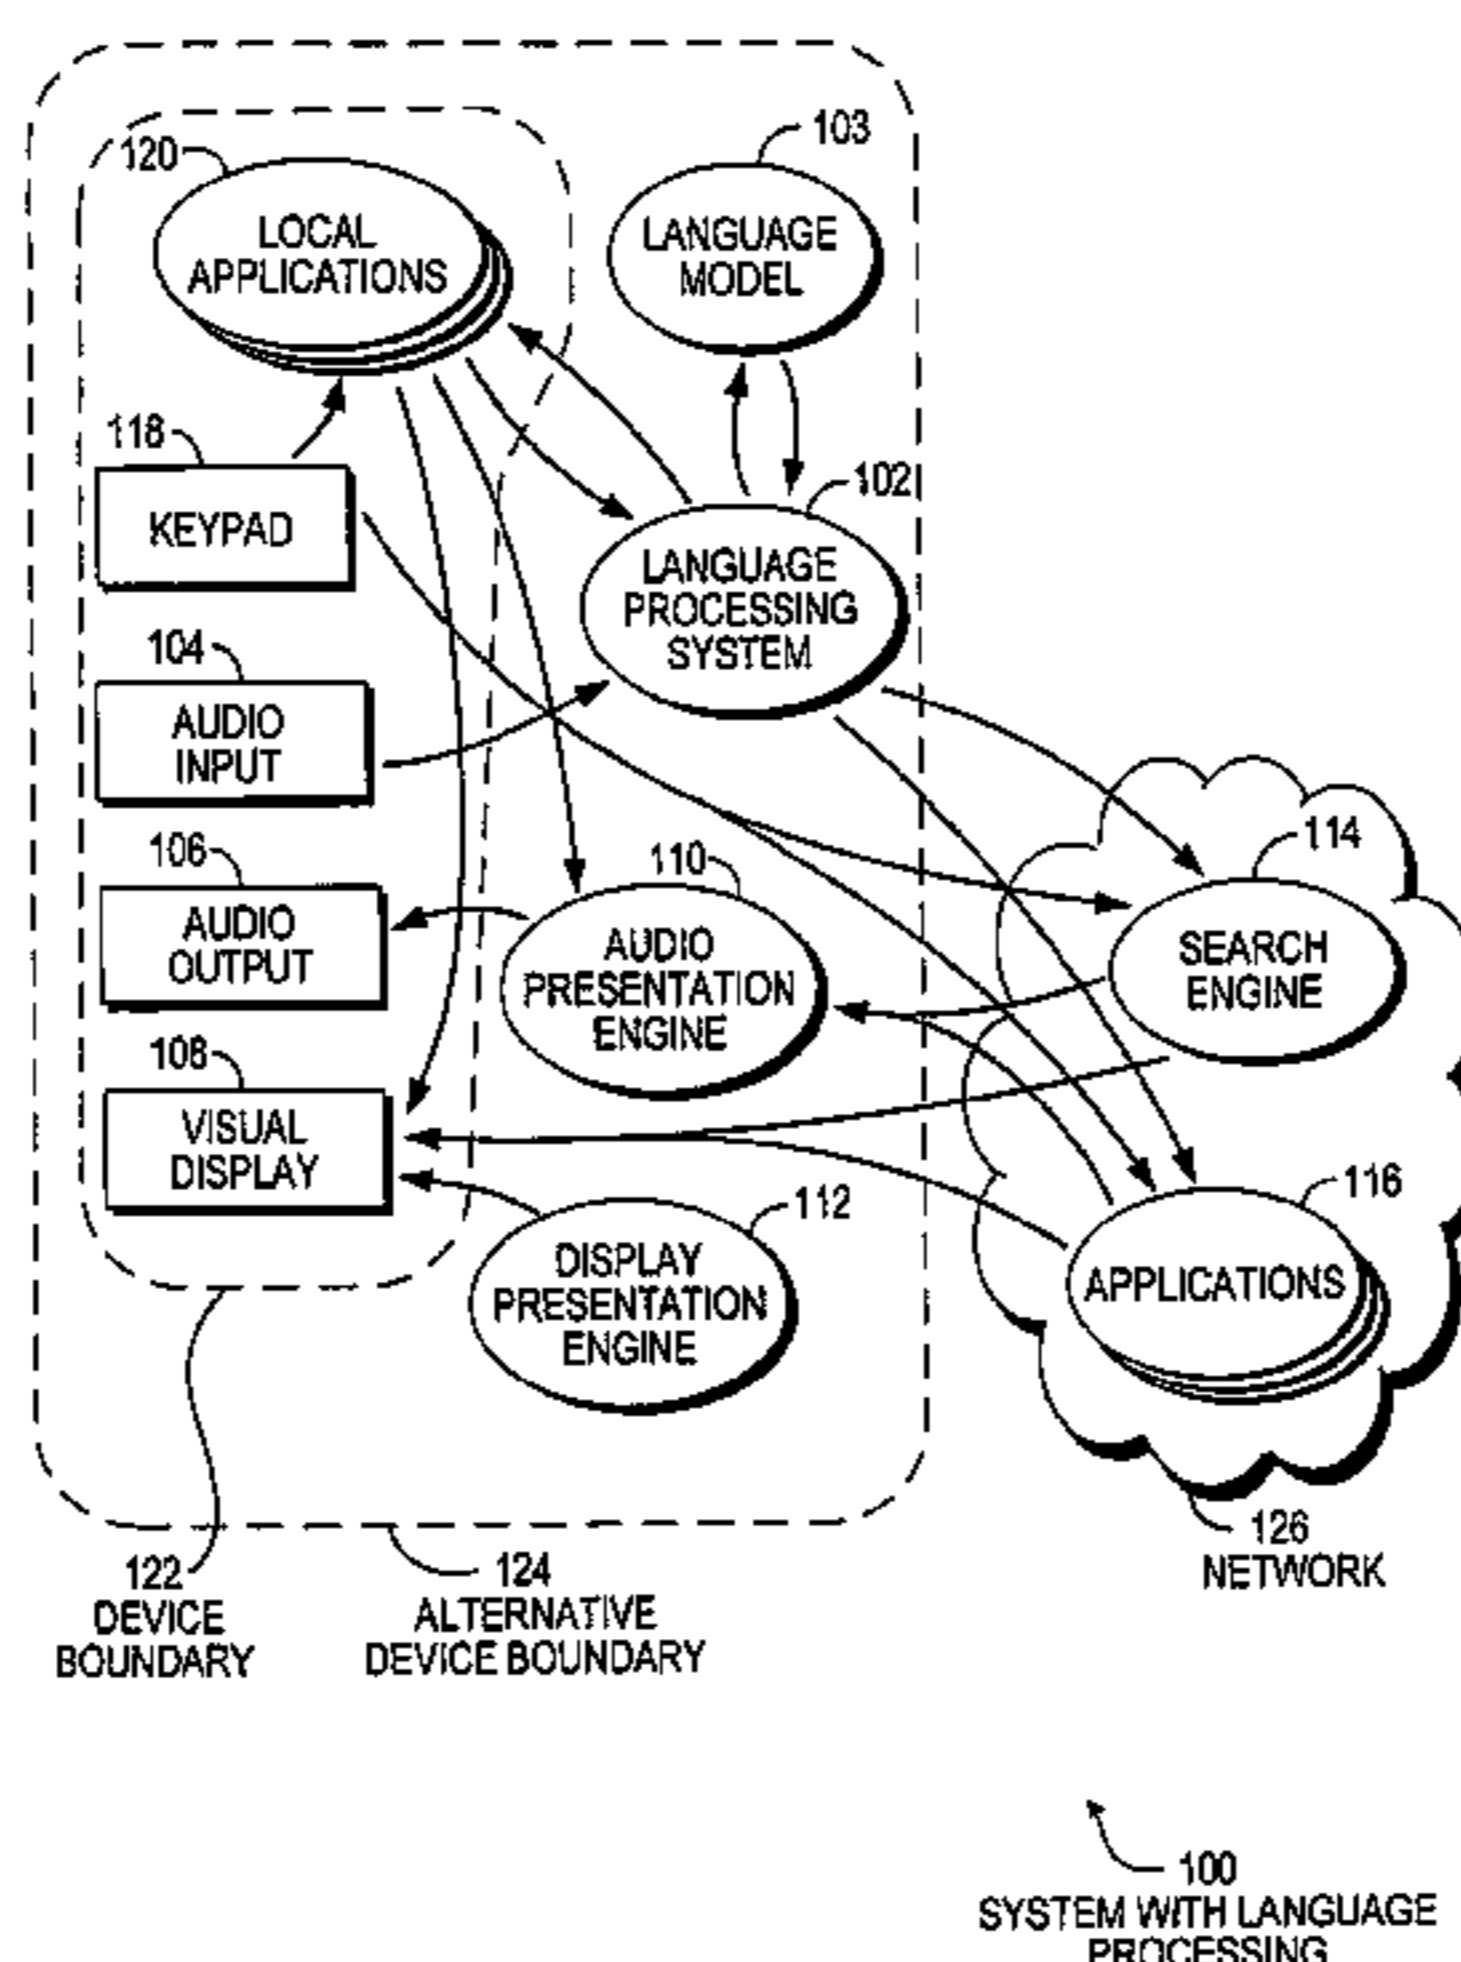 120
LOCAL
APPLICATIONS
103
LANGUAGE
MODEL
118
KEYPAD
102
LANGUAGE
PROCESSING
SYSTEM
104
AUDIO
INPUT
106
AUDIO
OUTPUT
110
AUDIO
PRESENTATION
ENGINE
114
SEARCH
ENGINE
108
VISUAL
DISPLAY
112
DISPLAY
PRESENTATION
ENGINE
116
APPLICATIONS
122
DEVICE
BOUNDARY
124
ALTERNATIVE
DEVICE BOUNDARY
126
NETWORK
100
SYSTEM WITH LANGUAGE
PROCESSING